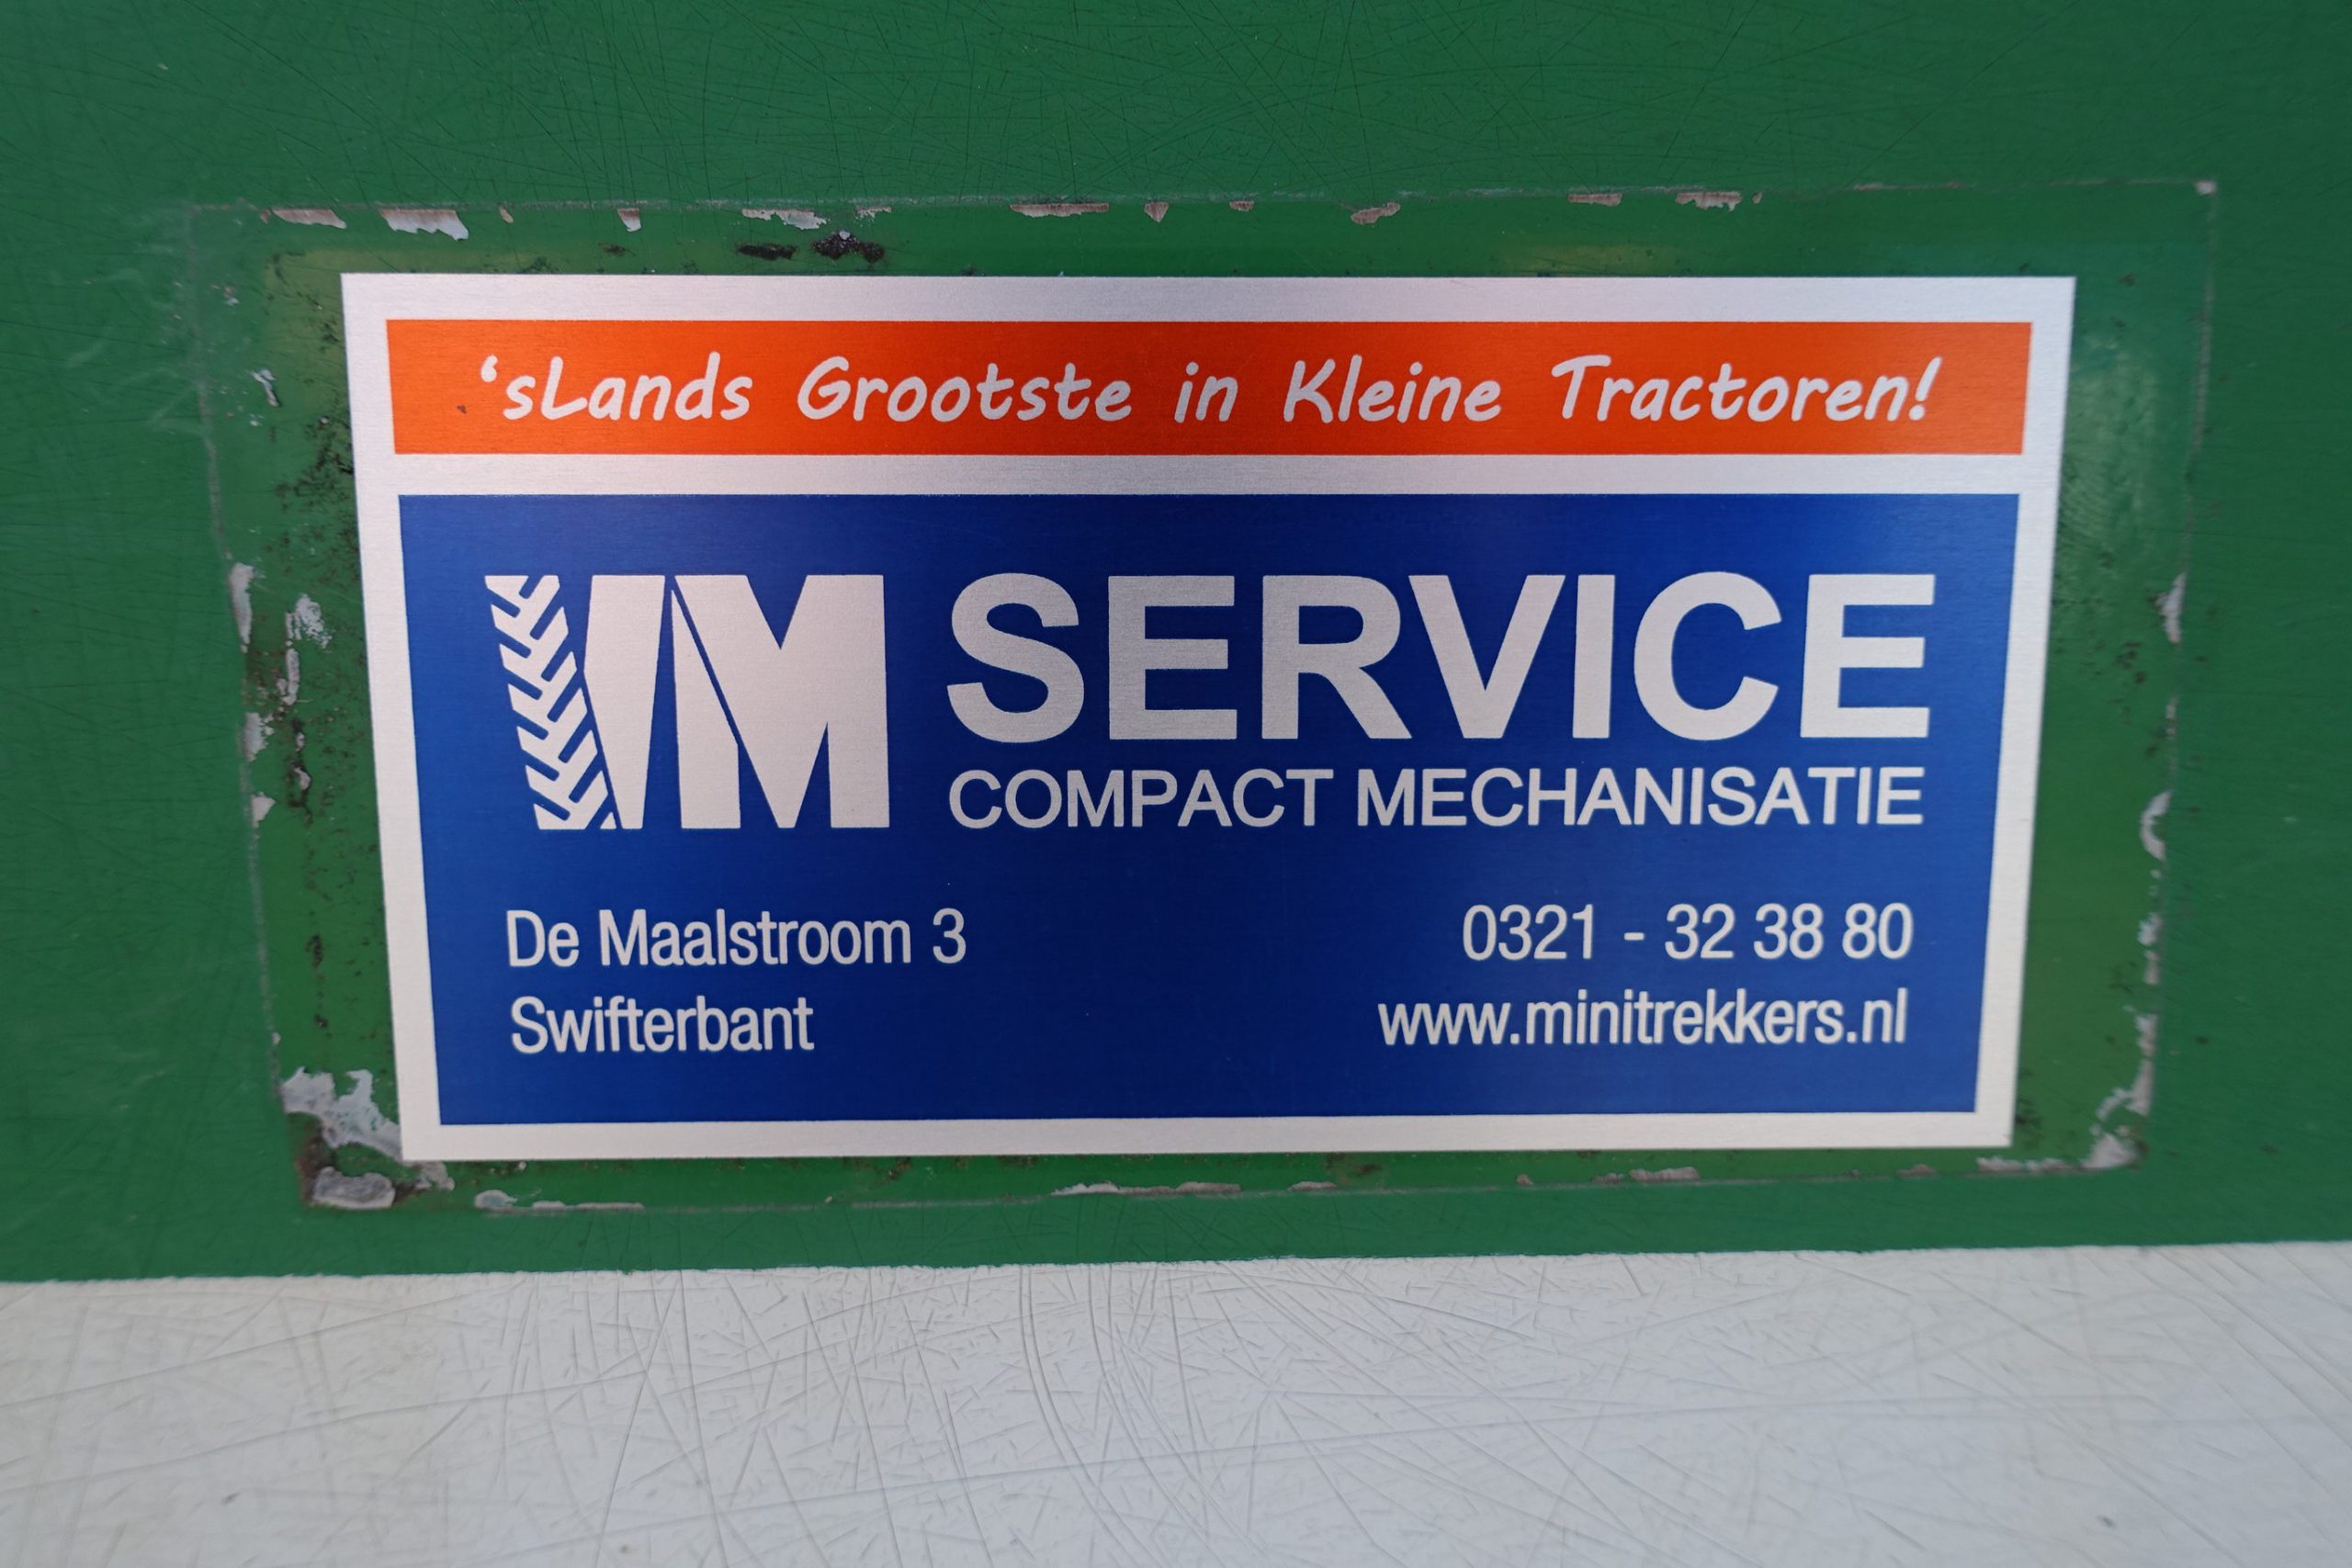 ‘sLands Grootste in Kleine Tractoren!
VM SERVICE
COMPACT MECHANISATIE
De Maalstroom 3
Swifterbant
0321 - 32 38 80
www.minitrekkers.nl